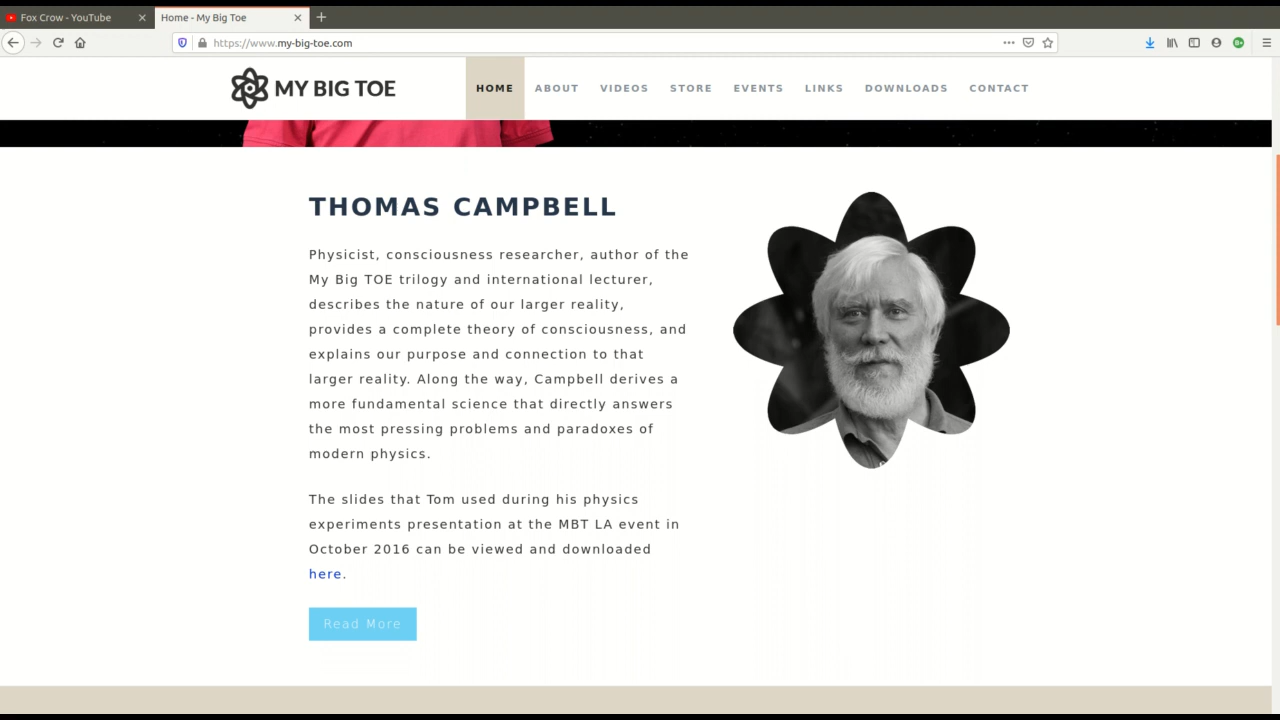 Fox Crow - YouTube
Home - My Big Toe
https://www.my-big-toe.com
MY BIG TOE
HOME ABOUT VIDEOS STORE EVENTS LINKS DOWNLOADS CONTACT
THOMAS CAMPBELL
Physicist, consciousness researcher, author of the
My Big TOE trilogy and international lecturer,
describes the nature of our larger reality,
provides a complete theory of consciousness, and
explains our purpose and connection to that
larger reality. Along the way, Campbell derives a
more fundamental science that directly answers
the most pressing problems and paradoxes of
modern physics.
The slides that Tom used during his physics
experiments presentation at the MBT LA event in
October 2016 can be viewed and downloaded
here.
Read More